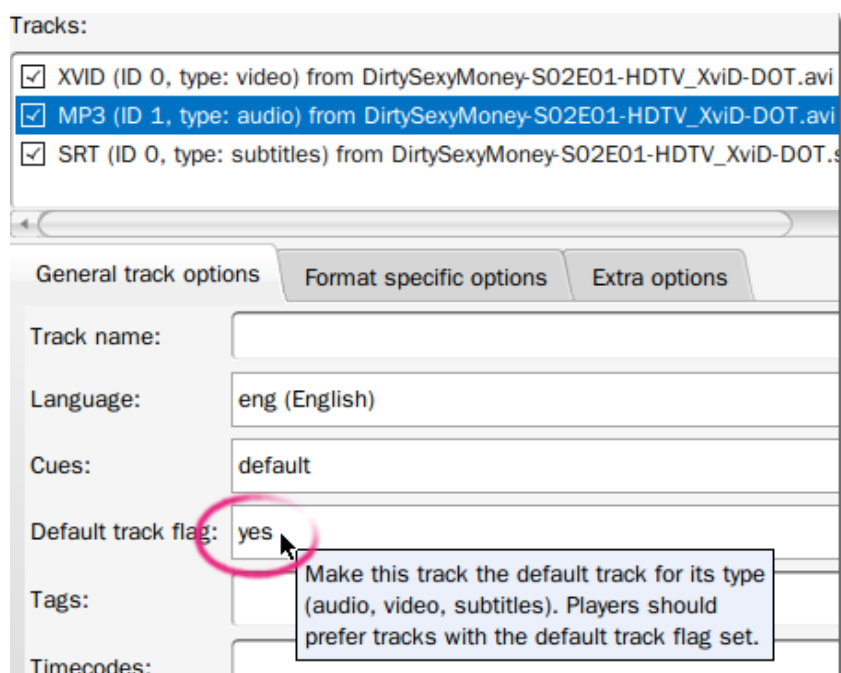 Tracks:
XVID (ID 0, type: video) from DirtySexyMoney-S02E01-HDTV_XviD-DOT.avi
MP3 (ID 1, type: audio) from DirtySexyMoney-S02E01-HDTV_XviD-DOT.avi
SRT (ID 0, type: subtitles) from DirtySexyMoney-S02E01-HDTV_XviD-DOT.s
General track options Format specific options Extra options
Track name:
Language: eng (English)
Cues: default
Default track flag: yes
Make this track the default track for its type
(audio, video, subtitles). Players should
prefer tracks with the default track flag set.
Tags:
Timecodes: